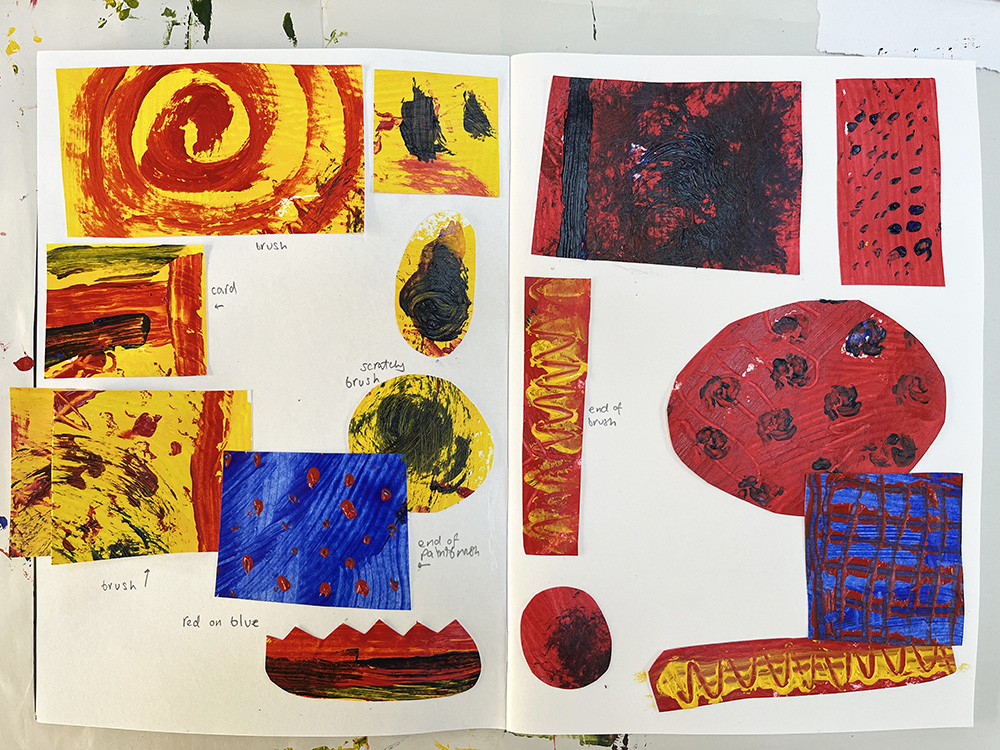 brush
card
scratchy
brush
end of
paintbrush
brush
red on blue
end of
brush